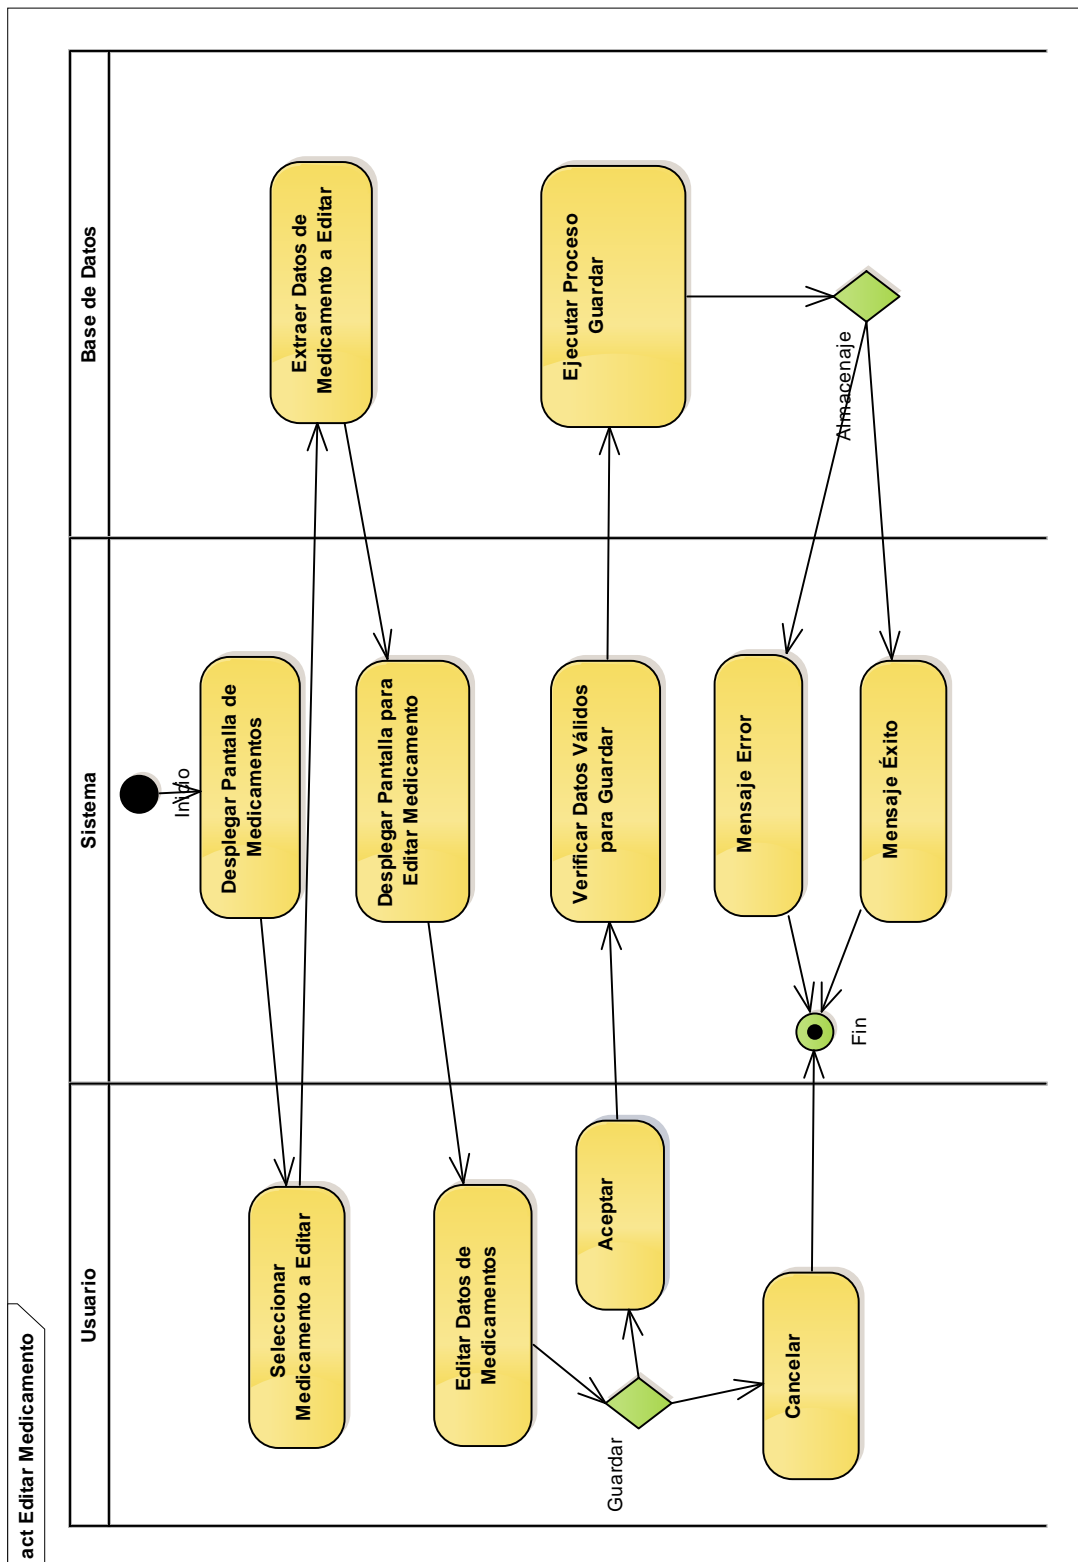 act Editar Medicamento
Usuario
Sistema
Base de Datos
Inicio
Desplegar Pantalla de
Medicamentos
Seleccionar
Medicamento a Editar
Extraer Datos de
Medicamento a Editar
Desplegar Pantalla para
Editar Medicamento
Editar Datos de
Medicamentos
Guardar
Aceptar
Cancelar
Verificar Datos Válidos
para Guardar
Ejecutar Proceso
Guardar
Almacenaje
Mensaje Error
Mensaje Éxito
Fin